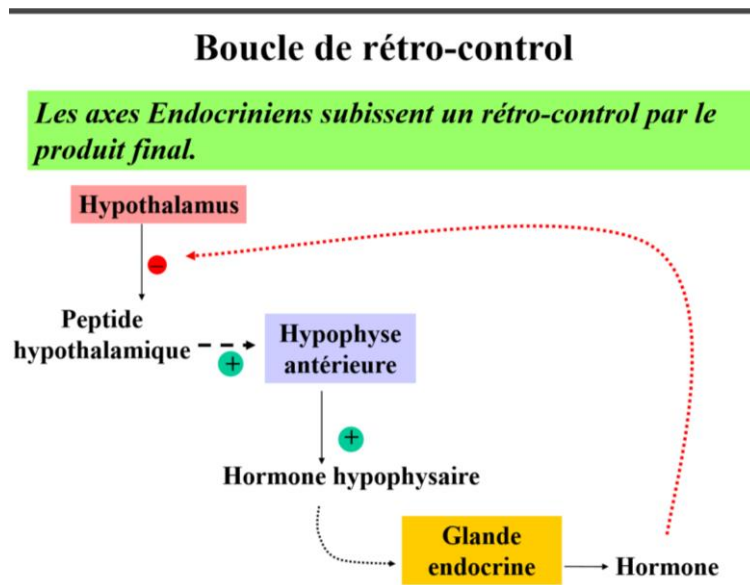 Boucle de rétro-control
Les axes Endocriniens subissent un rétro-control par le
produit final.
Hypothalamus
-
Peptide
hypothalamique
+
Hypophyse
antérieure
+
Hormone hypophysaire
Glande
endocrine
Hormone